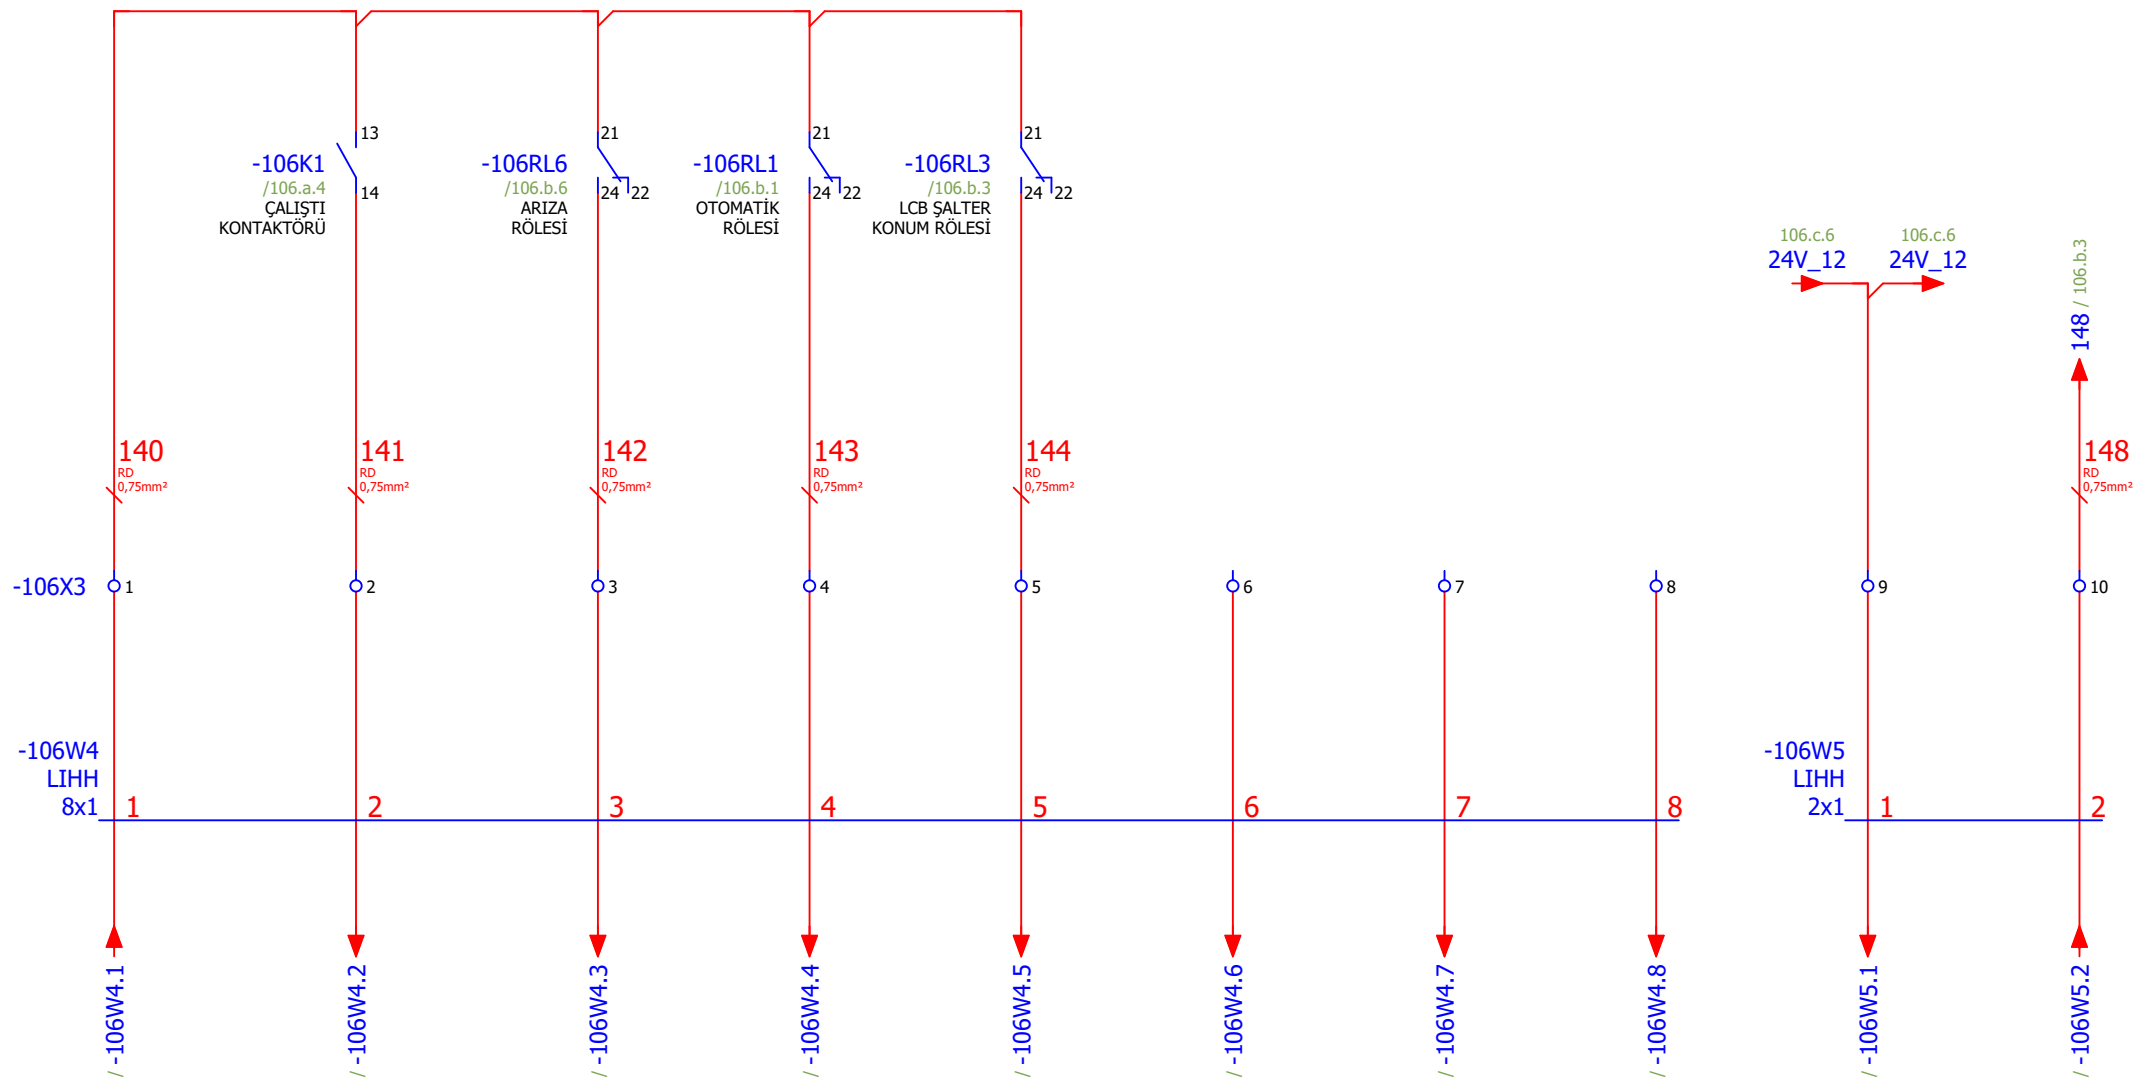 13
21
21
21
-106K1
/106.a.4
ÇALIŞTI
KONTAKTÖRÜ
14
-106RL6
/106.b.6
ARIZA
RÖLESİ
24
22
-106RL1
/106.b.1
OTOMATİK
RÖLESİ
24
22
-106RL3
/106.b.3
LCB ŞALTER
KONUM RÖLESİ
24
22
106.c.6
24V_12
106.c.6
24V_12
148 / 106.b.3
140
RD
0,75mm²
141
RD
0,75mm²
142
RD
0,75mm²
143
RD
0,75mm²
144
RD
0,75mm²
148
RD
0,75mm²
-106X3
1
2
3
4
5
6
7
8
9
10
-106W4
LIHH
8x1
1
2
3
4
5
6
7
8
-106W5
LIHH
2x1
1
2
/ -106W4.1
/ -106W4.2
/ -106W4.3
/ -106W4.4
/ -106W4.5
/ -106W4.6
/ -106W4.7
/ -106W4.8
/ -106W5.1
/ -106W5.2